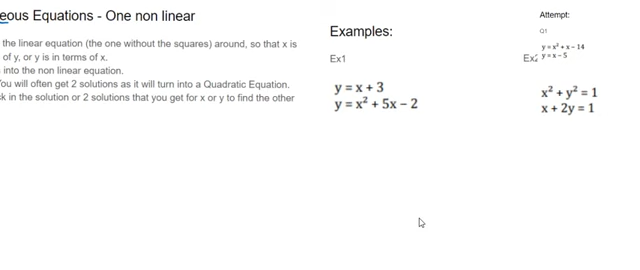 eous Equations - One non linear
the linear equation (the one without the squares) around, so that x is
of y, or y is in terms of x.
into the non linear equation.
ou will often get 2 solutions as it will turn into a Quadratic Equation.
k in the solution or 2 solutions that you get for x or y to find the other
Examples:
Ex1
y = x + 3
y = x² + 5x − 2
Attempt:
Q1
y = x² + x − 14
y = x − 5
Ex2
x² + y² = 1
x + 2y = 1